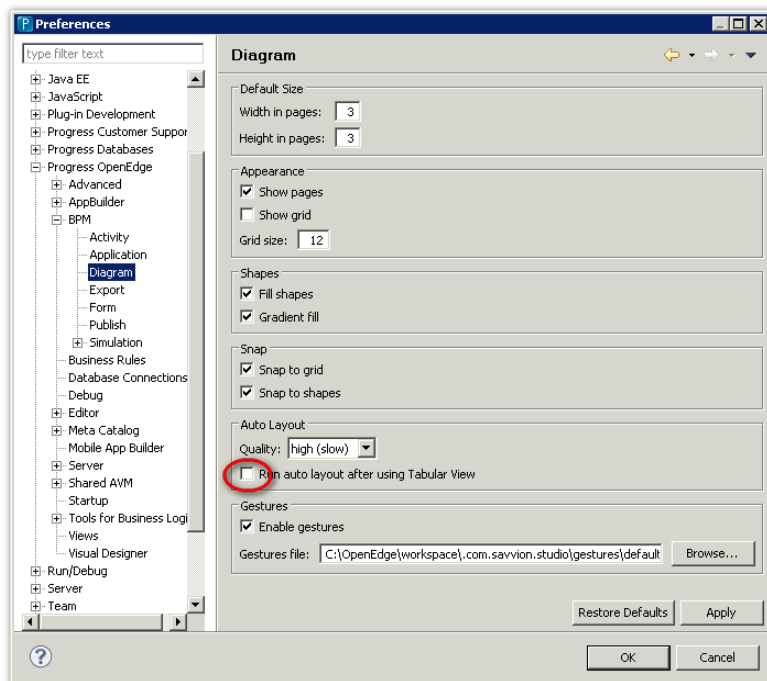 Preferences
type filter text
Java EE
JavaScript
Plug-in Development
Progress Customer Suppor
Progress Databases
Progress OpenEdge
Advanced
AppBuilder
BPM
Activity
Application
Diagram
Export
Form
Publish
Simulation
Business Rules
Database Connections
Debug
Editor
Meta Catalog
Mobile App Builder
Server
Shared AVM
Startup
Tools for Business Logi
Views
Visual Designer
Run/Debug
Server
Team
Diagram
Default Size
Width in pages: 3
Height in pages: 3
Appearance
Show pages
Show grid
Grid size: 12
Shapes
Fill shapes
Gradient fill
Snap
Snap to grid
Snap to shapes
Auto Layout
Quality: high (slow)
Run auto layout after using Tabular View
Gestures
Enable gestures
Gestures file: C:\OpenEdge\workspace\.com.savvion.studio\gestures\default Browse...
Restore Defaults Apply
? OK Cancel